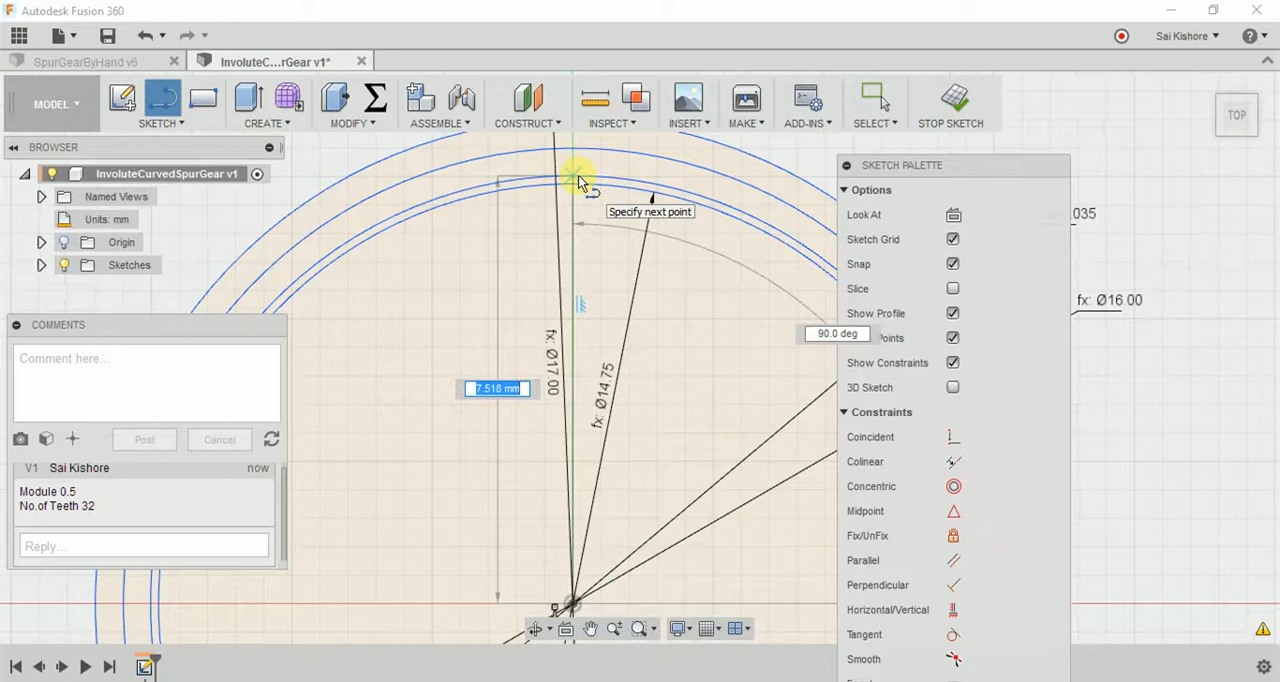 Autodesk Fusion 360
Sai Kishore
SpurGearByHand v6
InvoluteC...rGear v1*
MODEL
SKETCH
CREATE
MODIFY
ASSEMBLE
CONSTRUCT
INSPECT
INSERT
MAKE
ADD-INS
SELECT
STOP SKETCH
TOP
BROWSER
InvoluteCurvedSpurGear v1
Named Views
Units: mm
Origin
Sketches
COMMENTS
Comment here...
Post
Cancel
V1 Sai Kishore now
Module 0.5
No.of Teeth 32
Reply...
Specify next point
fx: Ø17.00
fx: Ø14.75
7.518 mm
90.0 deg
035
fx: Ø16.00
SKETCH PALETTE
Options
Look At
Sketch Grid
Snap
Slice
Show Profile
Points
Show Constraints
3D Sketch
Constraints
Coincident
Colinear
Concentric
Midpoint
Fix/UnFix
Parallel
Perpendicular
Horizontal/Vertical
Tangent
Smooth